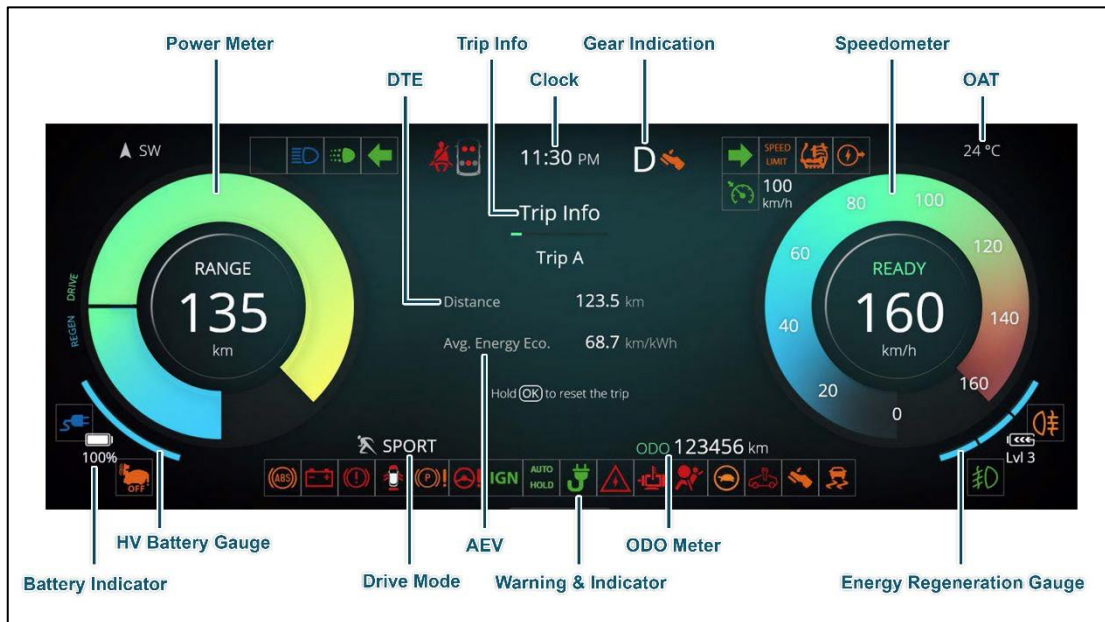 Power Meter
Trip Info
Gear Indication
Speedometer
DTE
Clock
OAT
SW
11:30 PM
D
SPEED
LIMIT
24 °C
100
km/h
Trip Info
Trip A
Distance 123.5 km
Avg. Energy Eco. 68.7 km/kWh
Hold OK to reset the trip
DRIVE
REGEN
RANGE
135
km
80
100
60
120
READY
160
km/h
40
140
20
0
160
100%
OFF
SPORT
ODO 123456 km
Lvl 3
ABS
P
IGN
AUTO
HOLD
HV Battery Gauge
AEV
ODO Meter
Battery Indicator
Drive Mode
Warning & Indicator
Energy Regeneration Gauge